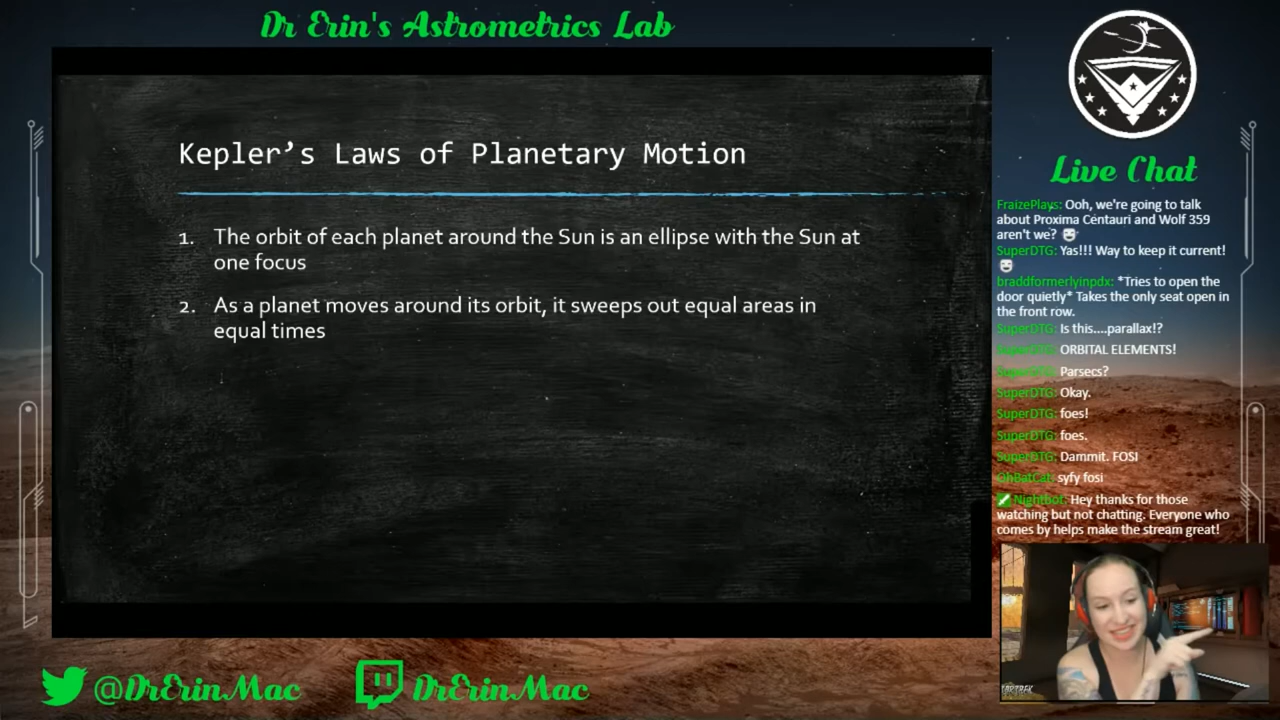 Dr Erin's Astrometrics Lab
Kepler's Laws of Planetary Motion
1. The orbit of each planet around the Sun is an ellipse with the Sun at
one focus
2. As a planet moves around its orbit, it sweeps out equal areas in
equal times
Live Chat
FraizePlays: Ooh, we're going to talk
about Proxima Centauri and Wolf 359
aren't we?
SuperDTG: Yas!!! Way to keep it current!
braddformerlyinpdx: *Tries to open the
door quietly* Takes the only seat open in
the front row.
SuperDTG: Is this....parallax!?
SuperDTG: ORBITAL ELEMENTS!
SuperDTG: Parsecs?
SuperDTG: Okay.
SuperDTG: foes!
SuperDTG: foes.
SuperDTG: Dammit. FOSI
OhBatCat: syfy fosi
Nightbot: Hey thanks for those
watching but not chatting. Everyone who
comes by helps make the stream great!
@DrErinMac
DrErinMac